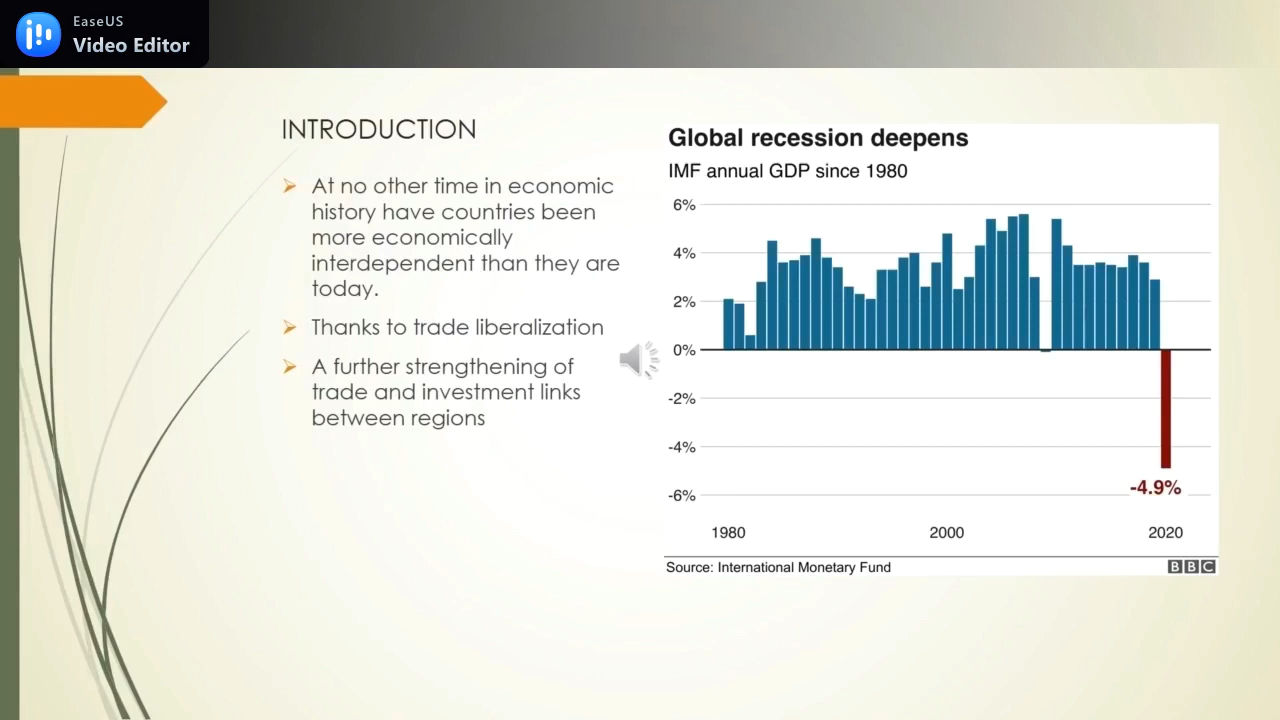 EaseUS
Video Editor
INTRODUCTION
At no other time in economic
history have countries been
more economically
interdependent than they are
today.
Thanks to trade liberalization
A further strengthening of
trade and investment links
between regions
Global recession deepens
IMF annual GDP since 1980
6%
4%
2%
0%
-2%
-4%
-6%
-4.9%
1980 2000 2020
Source: International Monetary Fund
BBC